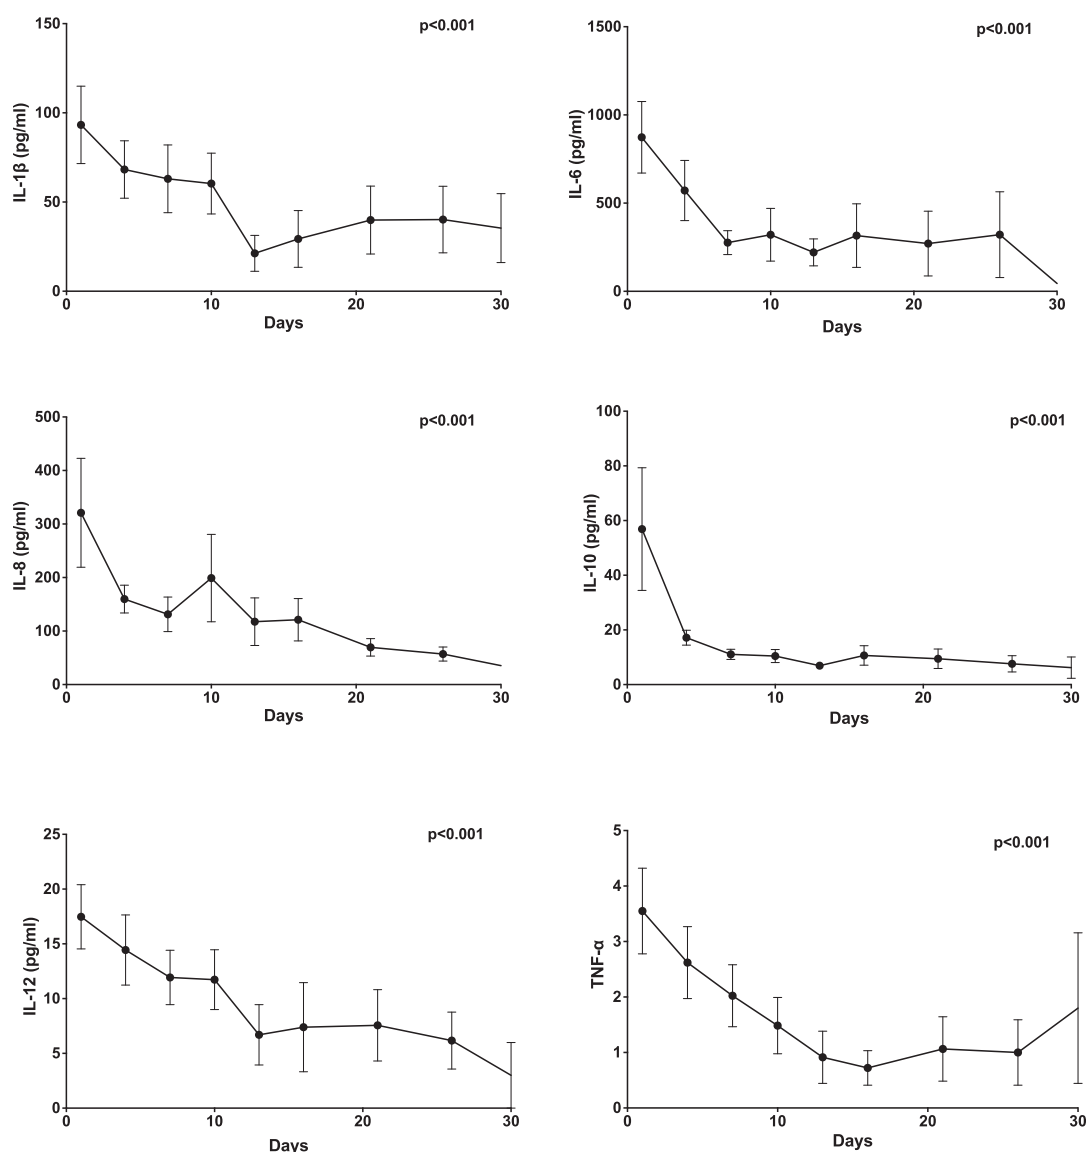 p<0.001
150
100
50
0
IL-1β (pg/ml)
0 10 20 30
Days
p<0.001
1500
1000
500
0
IL-6 (pg/ml)
0 10 20 30
Days
p<0.001
500
400
300
200
100
0
IL-8 (pg/ml)
0 10 20 30
Days
p<0.001
100
80
60
40
20
0
IL-10 (pg/ml)
0 10 20 30
Days
p<0.001
25
20
15
10
5
0
IL-12 (pg/ml)
0 10 20 30
Days
p<0.001
5
4
3
2
1
0
TNF-α
0 10 20 30
Days